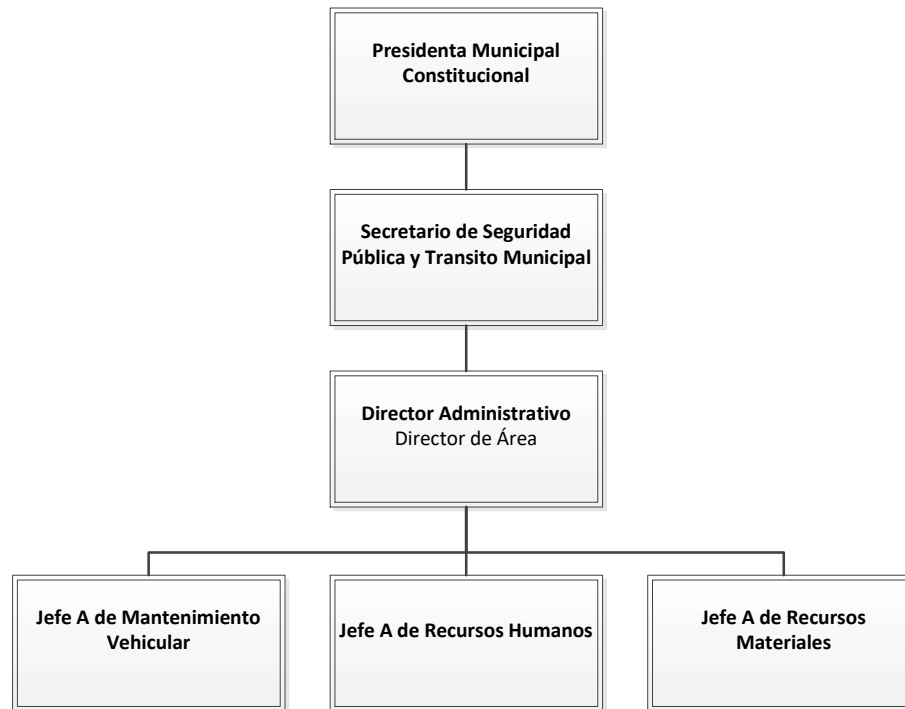 Presidenta Municipal
Constitucional
Secretario de Seguridad
Pública y Transito Municipal
Director Administrativo
Director de Área
Jefe A de Mantenimiento
Vehicular
Jefe A de Recursos Humanos
Jefe A de Recursos
Materiales